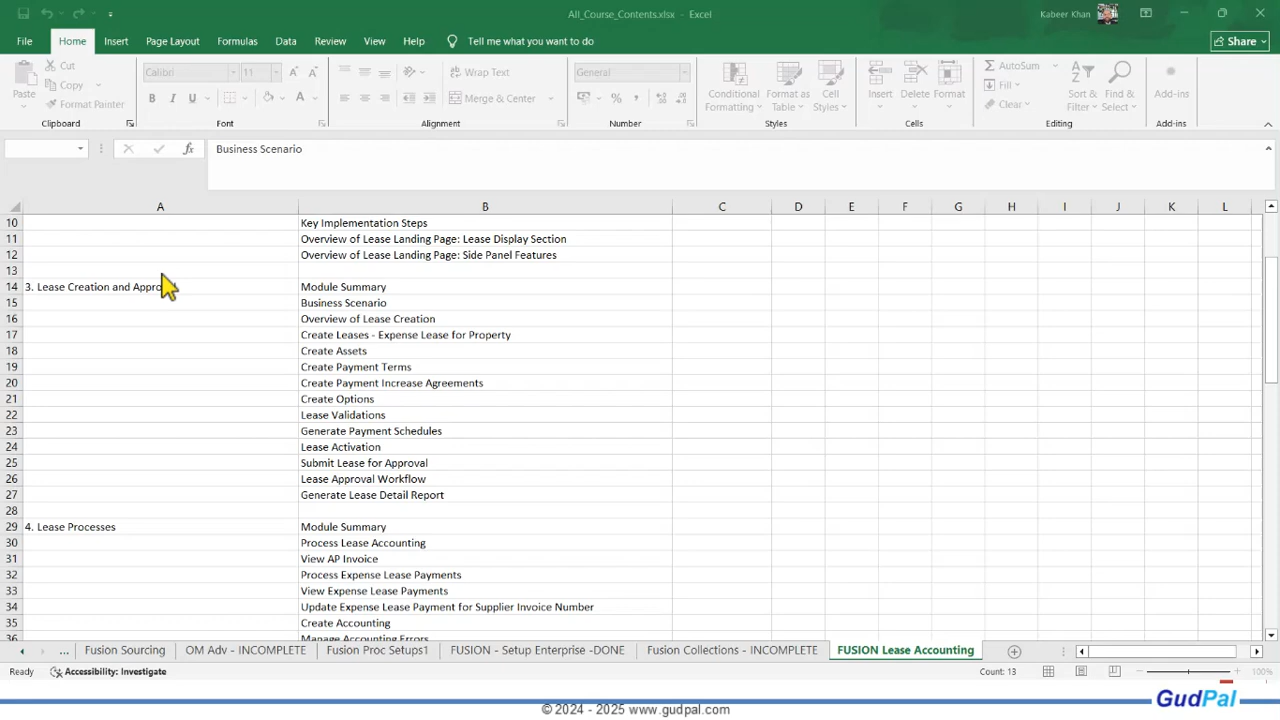 All_Course_Contents.xlsx - Excel
Kabeer Khan
File Home Insert Page Layout Formulas Data Review View Help Tell me what you want to do Share
Paste
Cut
Copy
Format Painter
Clipboard
Calibri
B I U
Font
Wrap Text
Merge & Center
Alignment
General
Number
Conditional Formatting
Format as Table
Cell Styles
Styles
Insert
Delete
Format
Cells
AutoSum
Fill
Clear
Sort & Filter
Find & Select
Editing
Add-ins
Add-ins
fx Business Scenario
A B C D E F G H I J K L
10 Key Implementation Steps
11 Overview of Lease Landing Page: Lease Display Section
12 Overview of Lease Landing Page: Side Panel Features
13
14 3. Lease Creation and Appro Module Summary
15 Business Scenario
16 Overview of Lease Creation
17 Create Leases - Expense Lease for Property
18 Create Assets
19 Create Payment Terms
20 Create Payment Increase Agreements
21 Create Options
22 Lease Validations
23 Generate Payment Schedules
24 Lease Activation
25 Submit Lease for Approval
26 Lease Approval Workflow
27 Generate Lease Detail Report
28
29 4. Lease Processes Module Summary
30 Process Lease Accounting
31 View AP Invoice
32 Process Expense Lease Payments
33 View Expense Lease Payments
34 Update Expense Lease Payment for Supplier Invoice Number
35 Create Accounting
36 Manage Accounting Errors
... Fusion Sourcing OM Adv - INCOMPLETE Fusion Proc Setups1 FUSION - Setup Enterprise -DONE Fusion Collections - INCOMPLETE FUSION Lease Accounting
Ready Accessibility: Investigate Count: 13 100%
GudPal
© 2024 - 2025 www.gudpal.com